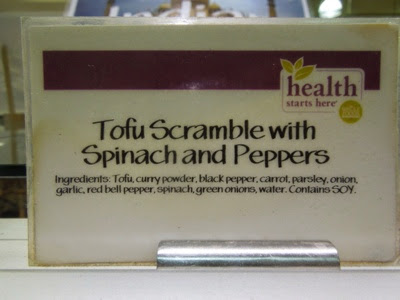 health
starts here
Tofu Scramble with
Spinach and Peppers
Ingredients: Tofu, curry powder, black pepper, carrot, parsley, onion,
garlic, red bell pepper, spinach, green onions, water. Contains SOY.